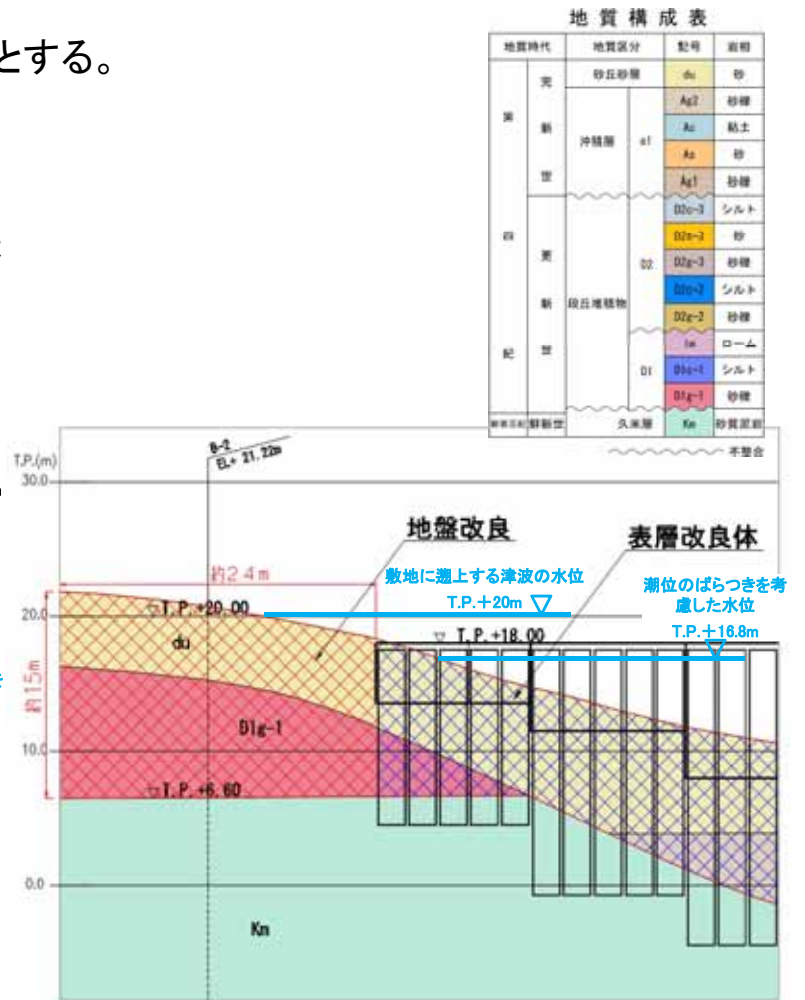 とする。
地質構成表
地質時代 地質区分 記号 岩相
第四紀 完新世 砂丘砂層 du 砂
沖積層 al Ag2 砂礫
Ac 粘土
As 砂
Ag1 砂礫
更新世 段丘堆積物 D2 D2c-3 シルト
D2s-3 砂
D2g-3 砂礫
D2c-2 シルト
D2g-2 砂礫
D1 lm ローム
D1c-1 シルト
D1g-1 砂礫
鮮新世 久米層 Km 砂質泥岩
不整合
T.P.(m)
B-2
EL+ 21.22m
30.0
地盤改良
表層改良体
約24m
敷地に遡上する津波の水位
T.P.+20m
潮位のばらつきを考
慮した水位
T.P.+16.8m
20.0
T.P.+20.00
T.P.+18.00
du
約15m
D1g-1
10.0
T.P.+6.60
0.0
Km